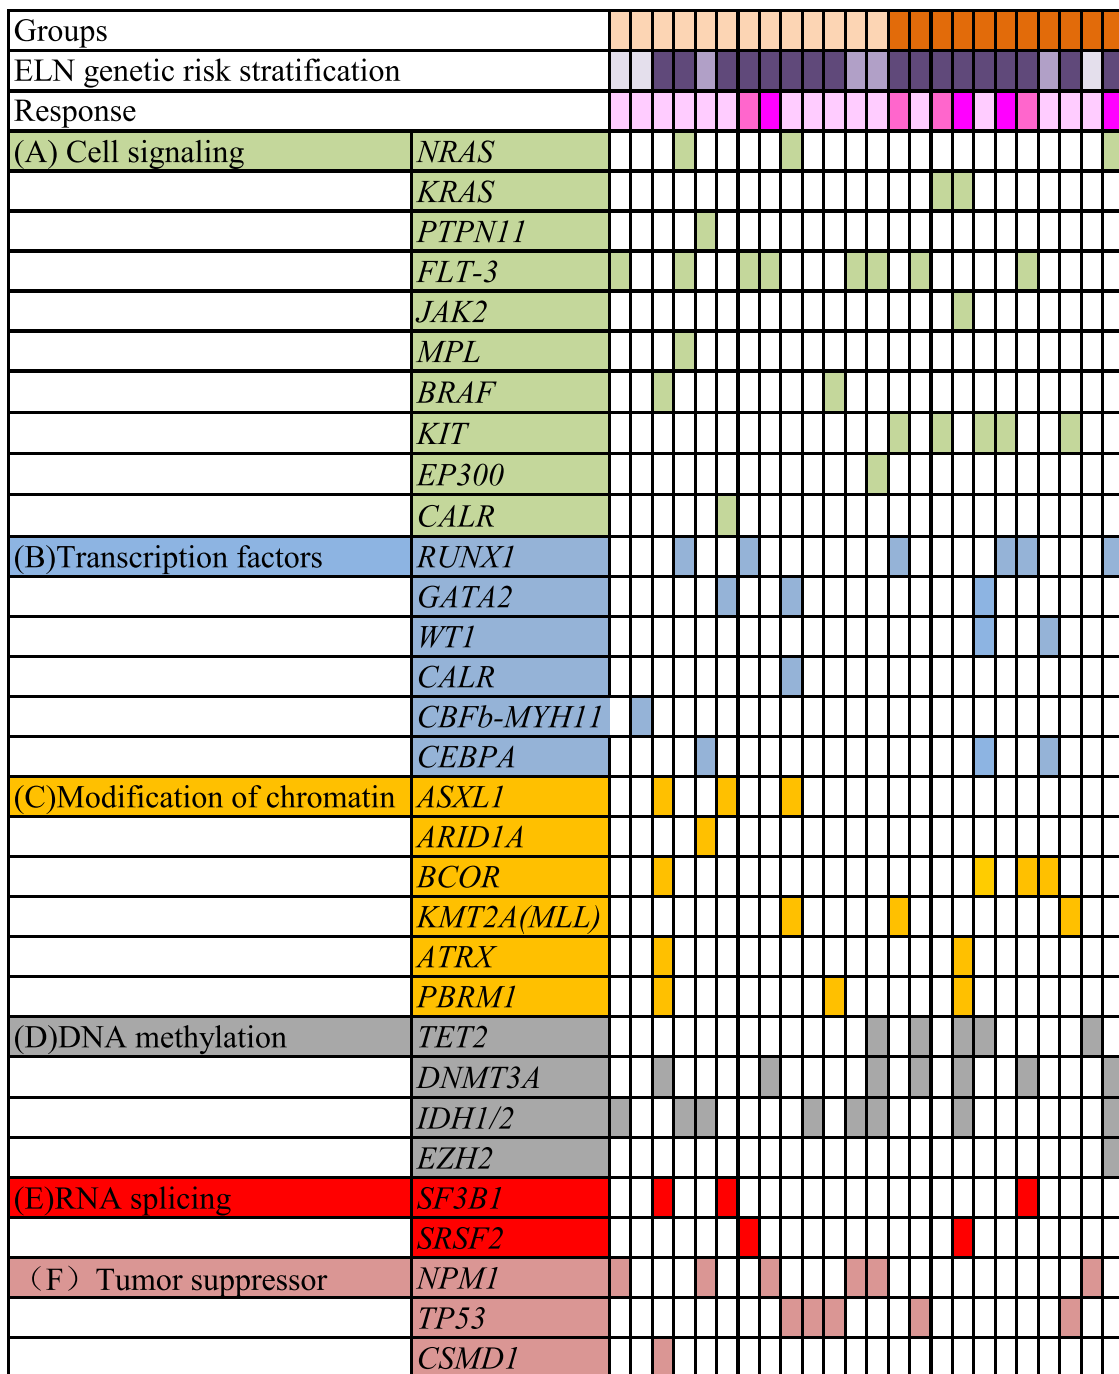 Groups
ELN genetic risk stratification
Response
(A) Cell signaling NRAS
KRAS
PTPN11
FLT-3
JAK2
MPL
BRAF
KIT
EP300
CALR
(B)Transcription factors RUNX1
GATA2
WT1
CALR
CBFb-MYH11
CEBPA
(C)Modification of chromatin ASXL1
ARID1A
BCOR
KMT2A(MLL)
ATRX
PBRM1
(D)DNA methylation TET2
DNMT3A
IDH1/2
EZH2
(E)RNA splicing SF3B1
SRSF2
（F）Tumor suppressor NPM1
TP53
CSMD1